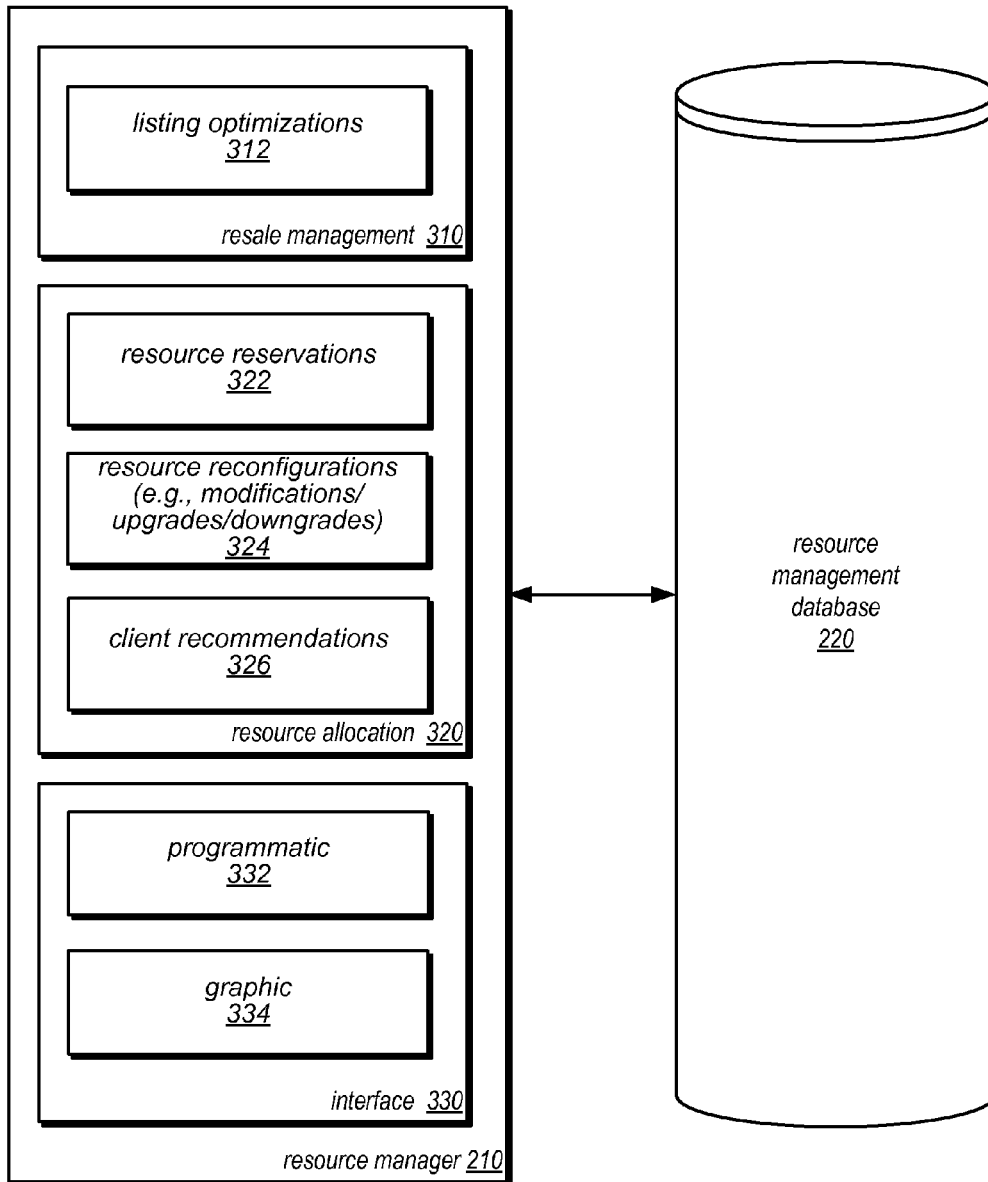 listing optimizations
312
resale management 310
resource reservations
322
resource reconfigurations
(e.g., modifications/
upgrades/downgrades)
324
client recommendations
326
resource allocation 320
programmatic
332
graphic
334
interface 330
resource manager 210
resource
management
database
220